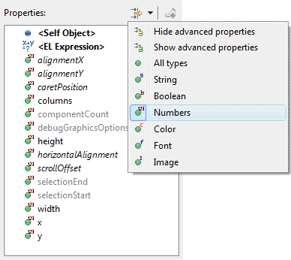 Properties:
<Self Object>
<EL Expression>
alignmentX
alignmentY
caretPosition
columns
componentCount
debugGraphicsOptions
height
horizontalAlignment
scrollOffset
selectionEnd
selectionStart
width
x
y
Hide advanced properties
Show advanced properties
All types
String
Boolean
Numbers
Color
Font
Image